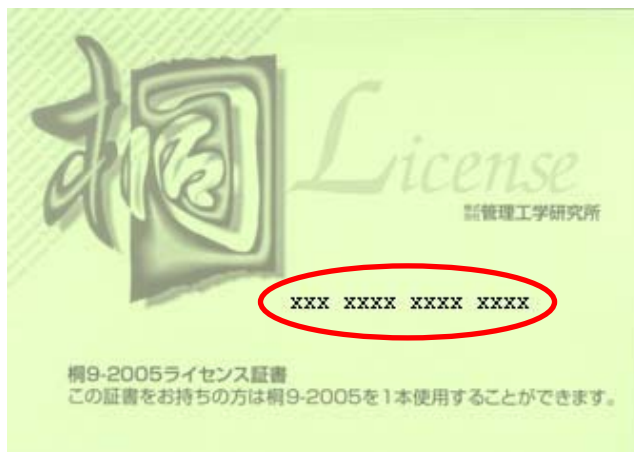 桐
License
株式会社管理工学研究所
xxx xxxx xxxx xxxx
桐9-2005ライセンス証書
この証書をお持ちの方は桐9-2005を1本使用することができます。